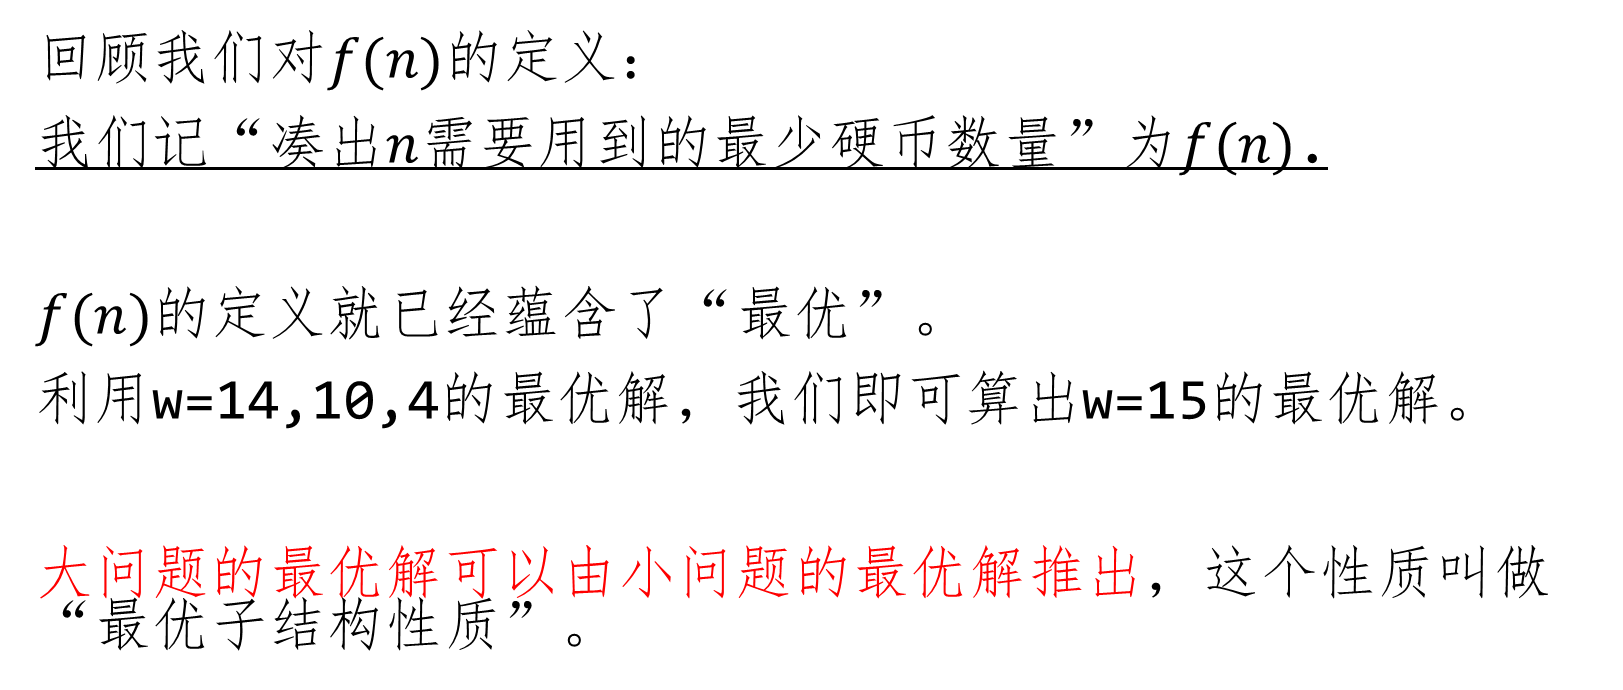 回顾我们对f(n)的定义：
我们记“凑出n需要用到的最少硬币数量”为f(n).
f(n)的定义就已经蕴含了“最优”。
利用w=14,10,4的最优解，我们即可算出w=15的最优解。
大问题的最优解可以由小问题的最优解推出，这个性质叫做
“最优子结构性质”。